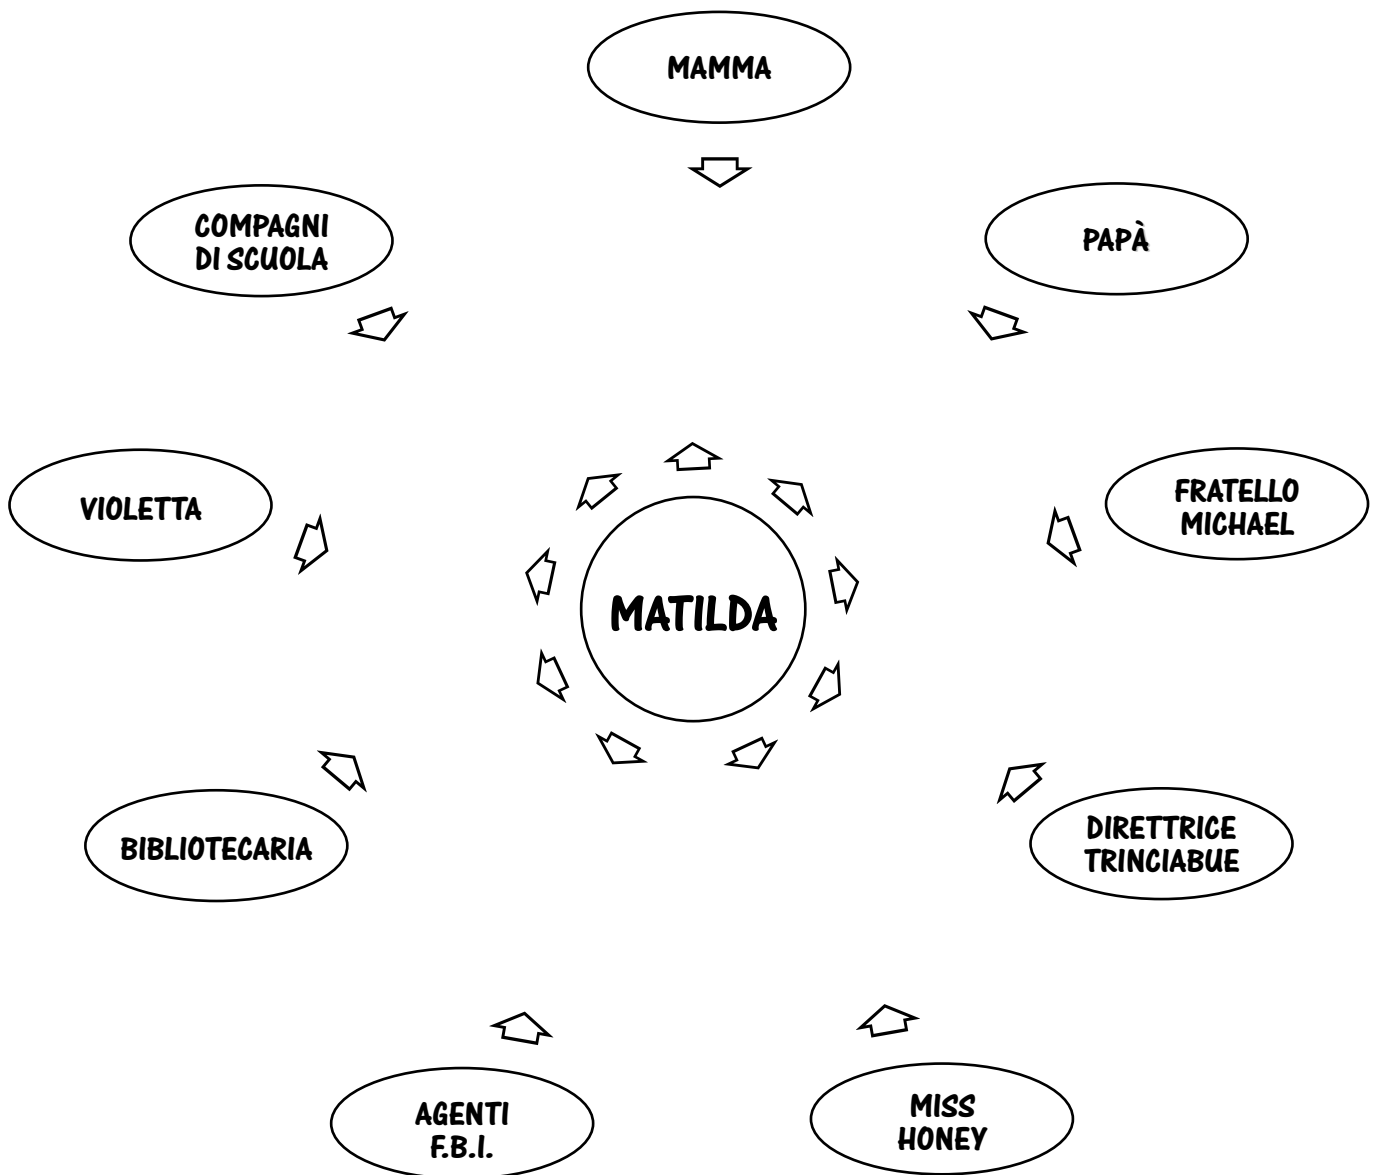 MAMMA
COMPAGNI
DI SCUOLA
PAPÀ
VIOLETTA
FRATELLO
MICHAEL
MATILDA
BIBLIOTECARIA
DIRETTRICE
TRINCIABUE
AGENTI
F.B.I.
MISS
HONEY